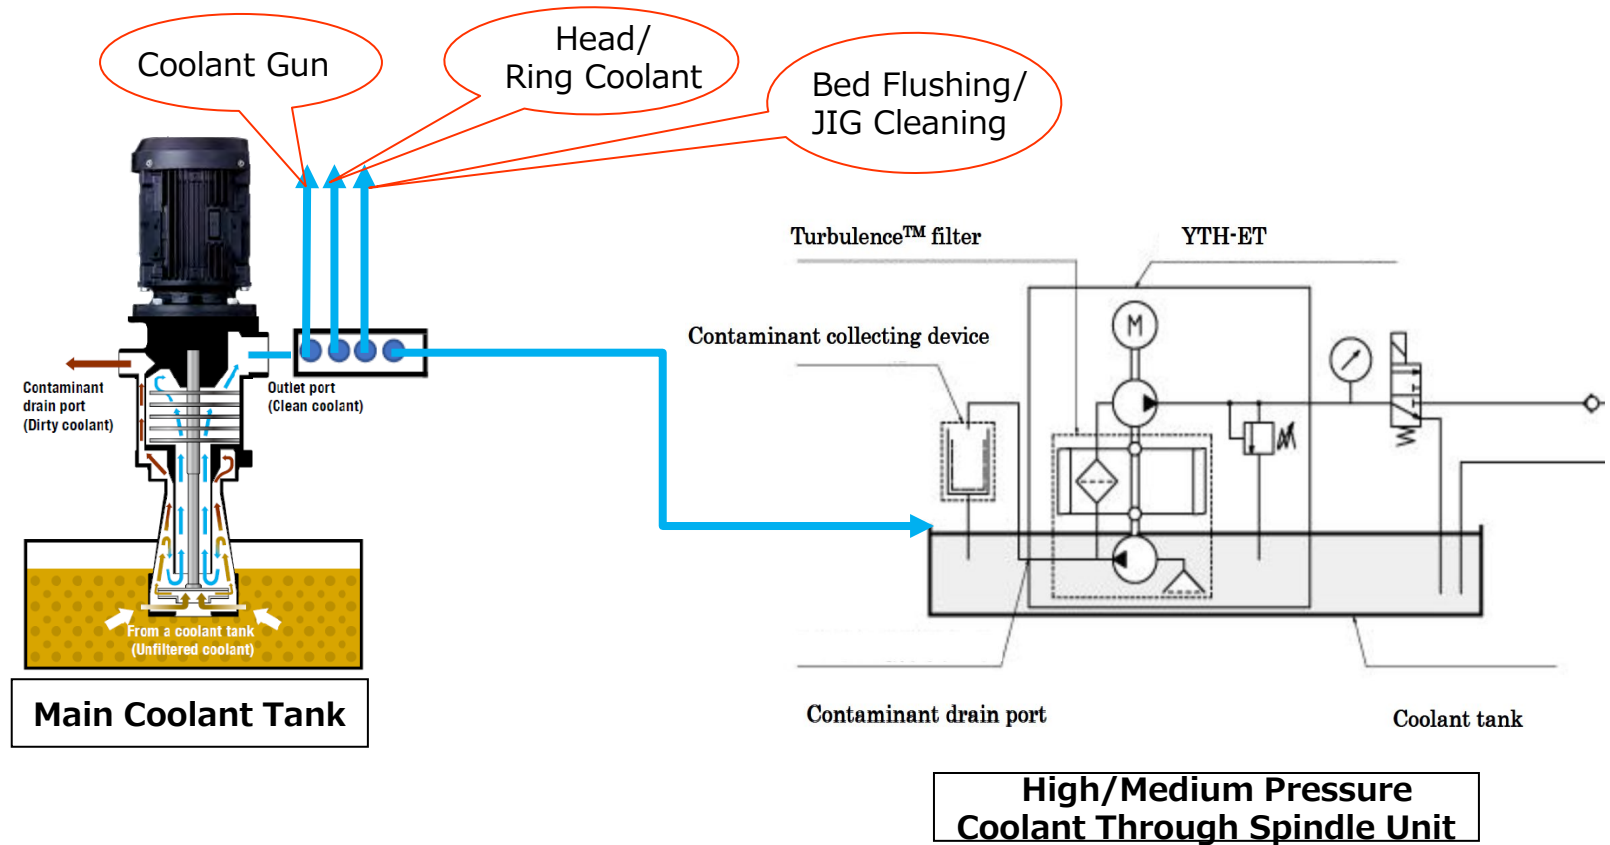 Coolant Gun
Head/
Ring Coolant
Bed Flushing/
JIG Cleaning
Turbulence™ filter
YTH-ET
Contaminant collecting device
M
Contaminant
drain port
(Dirty coolant)
Outlet port
(Clean coolant)
From a coolant tank
(Unfiltered coolant)
Main Coolant Tank
Contaminant drain port
Coolant tank
High/Medium Pressure
Coolant Through Spindle Unit